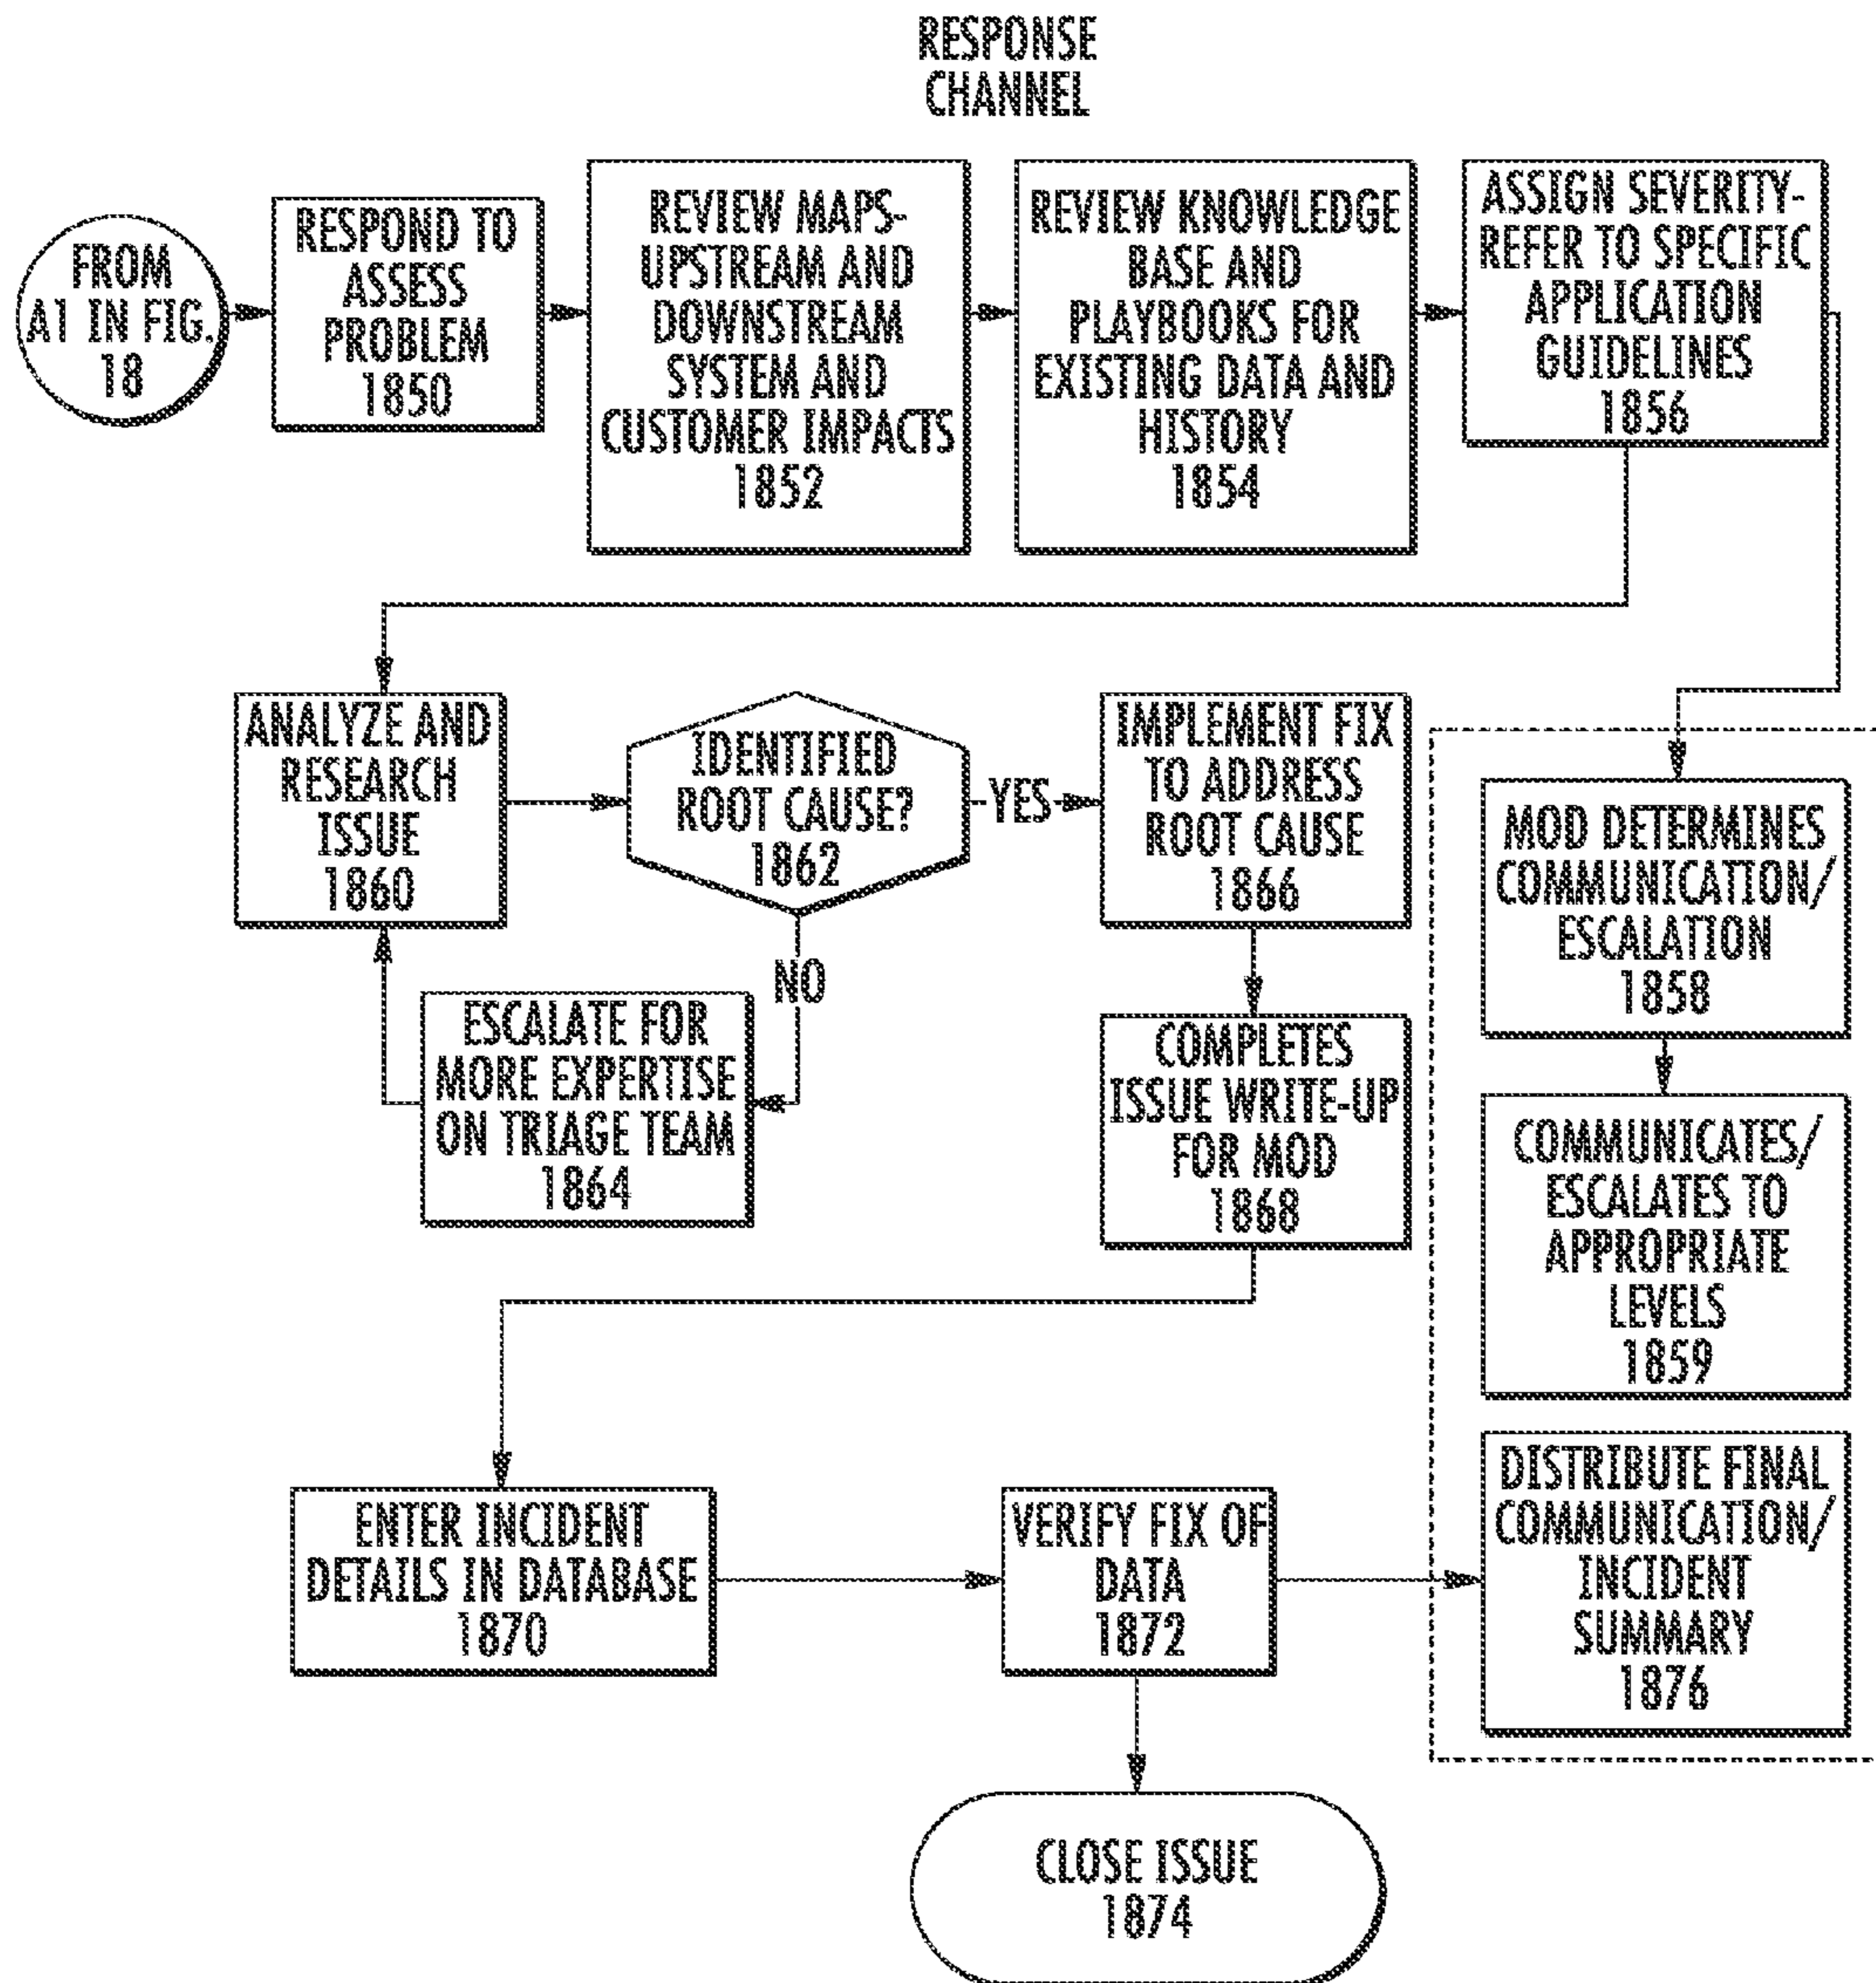 RESPONSE
CHANNEL
FROM
A1 IN FIG.
18
RESPOND TO
ASSESS
PROBLEM
1850
REVIEW MAPS-
UPSTREAM AND
DOWNSTREAM
SYSTEM AND
CUSTOMER IMPACTS
1852
REVIEW KNOWLEDGE
BASE AND
PLAYBOOKS FOR
EXISTING DATA AND
HISTORY
1854
ASSIGN SEVERITY-
REFER TO SPECIFIC
APPLICATION
GUIDELINES
1856
ANALYZE AND
RESEARCH
ISSUE
1860
IDENTIFIED
ROOT CAUSE?
1862
YES
NO
ESCALATE FOR
MORE EXPERTISE
ON TRIAGE TEAM
1864
IMPLEMENT FIX
TO ADDRESS
ROOT CAUSE
1866
COMPLETES
ISSUE WRITE-UP
FOR MOD
1868
MOD DETERMINES
COMMUNICATION/
ESCALATION
1858
COMMUNICATES/
ESCALATES TO
APPROPRIATE
LEVELS
1859
ENTER INCIDENT
DETAILS IN DATABASE
1870
VERIFY FIX OF
DATA
1872
DISTRIBUTE FINAL
COMMUNICATION/
INCIDENT
SUMMARY
1876
CLOSE ISSUE
1874